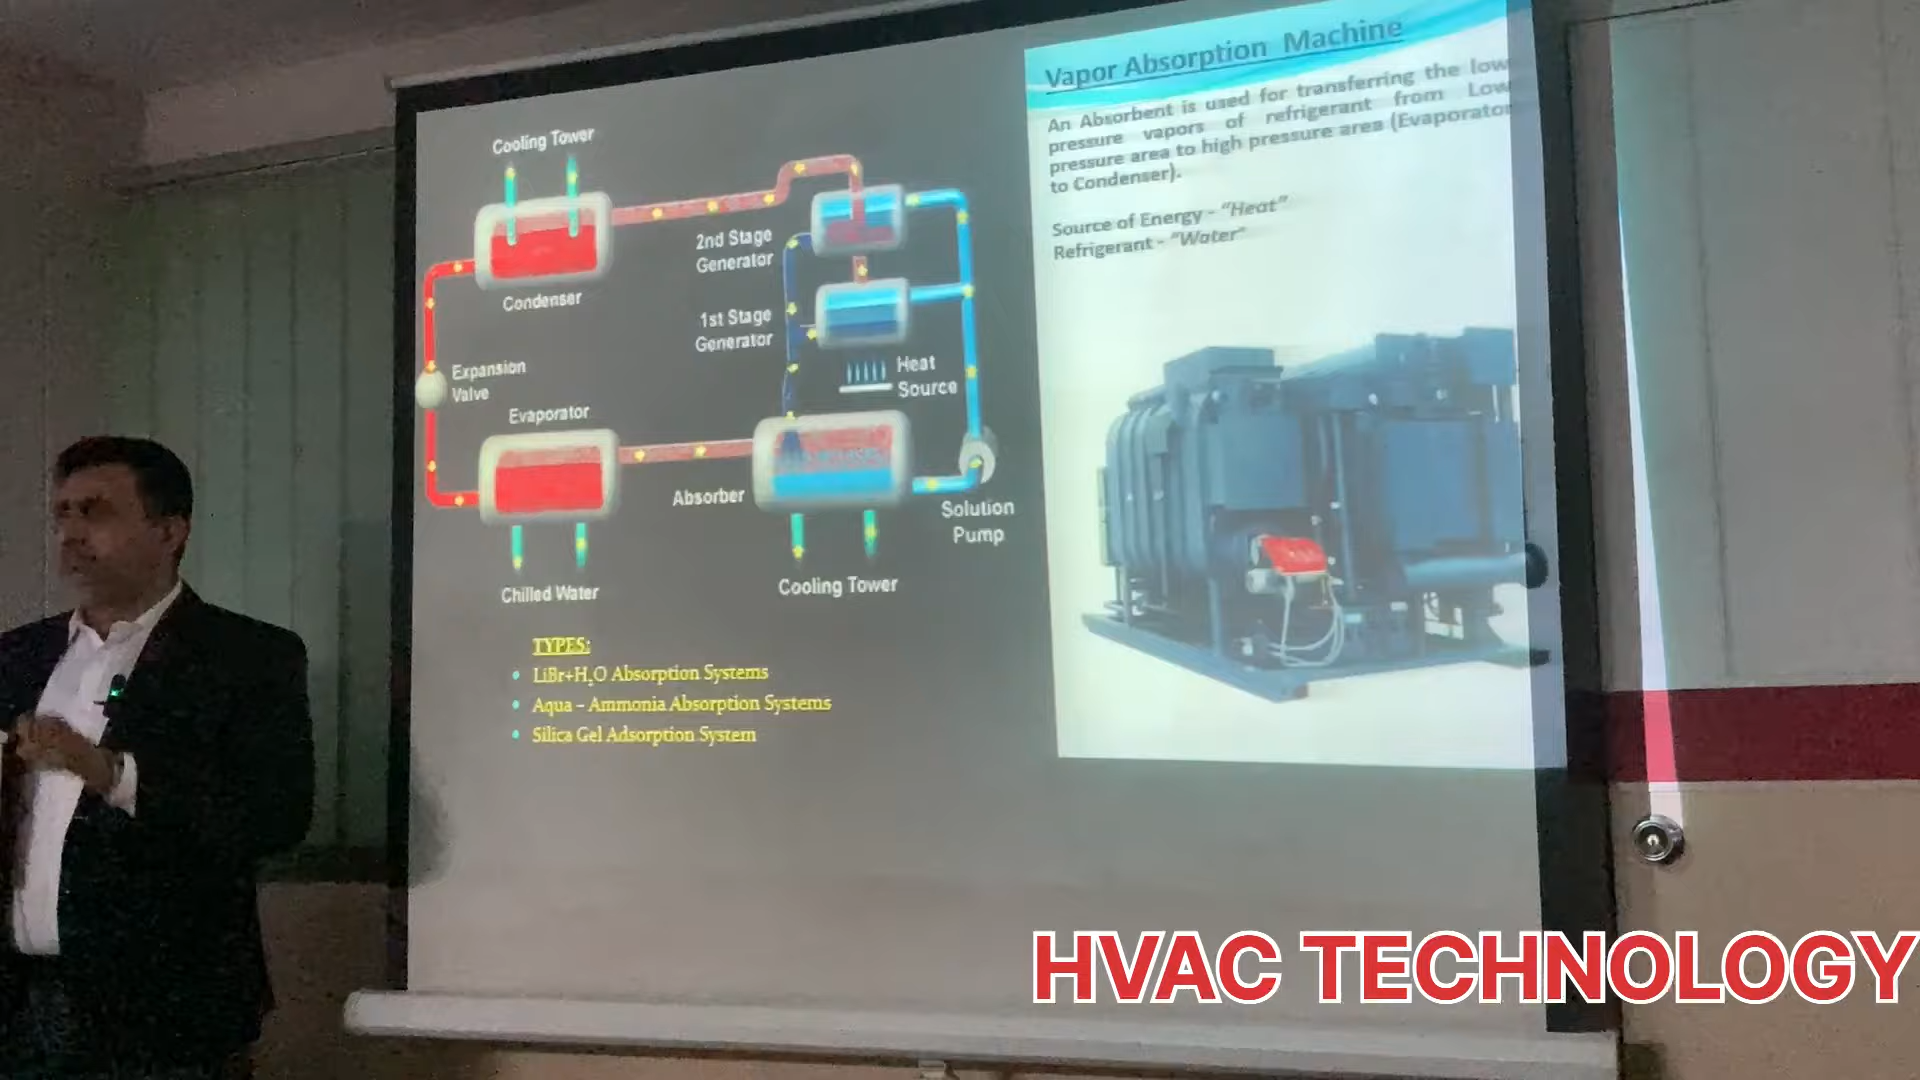 Vapor Absorption Machine
An Absorbent is used for transferring the low
pressure vapors of refrigerant from Low
pressure area to high pressure area (Evaporator
to Condenser).
Source of Energy - "Heat"
Refrigerant - "Water"
Cooling Tower
Condenser
2nd Stage
Generator
1st Stage
Generator
Heat
Source
Expansion
Valve
Evaporator
Absorber
Solution
Pump
Chilled Water
Cooling Tower
TYPES:
• LiBr+H₂O Absorption Systems
• Aqua – Ammonia Absorption Systems
• Silica Gel Adsorption System
HVAC TECHNOLOGY